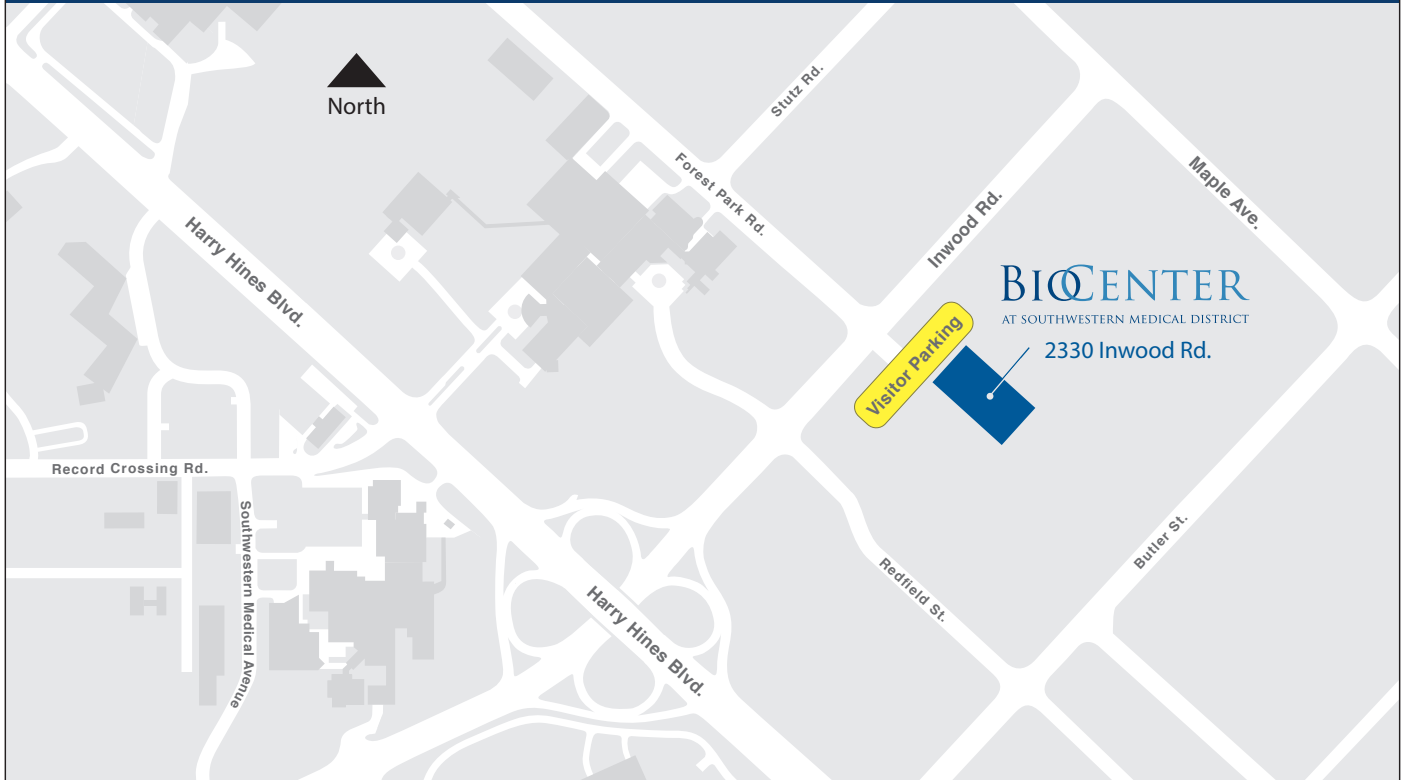 North
Stutz Rd.
Forest Park Rd.
Maple Ave.
Inwood Rd.
Harry Hines Blvd.
BIOCENTER
AT SOUTHWESTERN MEDICAL DISTRICT
2330 Inwood Rd.
Visitor Parking
Record Crossing Rd.
Southwestern Medical Avenue
Butler St.
Redfield St.
Harry Hines Blvd.